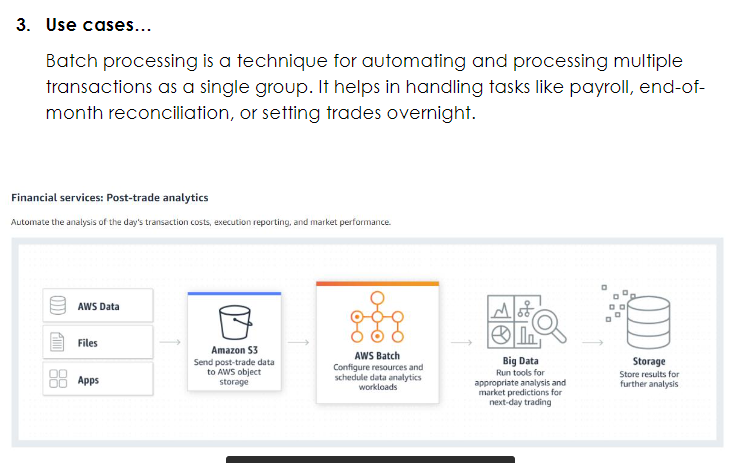 3. Use cases...
Batch processing is a technique for automating and processing multiple
transactions as a single group. It helps in handling tasks like payroll, end-of-
month reconciliation, or setting trades overnight.
Financial services: Post-trade analytics
Automate the analysis of the day's transaction costs, execution reporting, and market performance.
AWS Data
Files
Apps
Amazon S3
Send post-trade data
to AWS object
storage
AWS Batch
Configure resources and
schedule data analytics
workloads
Big Data
Run tools for
appropriate analysis and
market predictions for
next-day trading
Storage
Store results for
further analysis